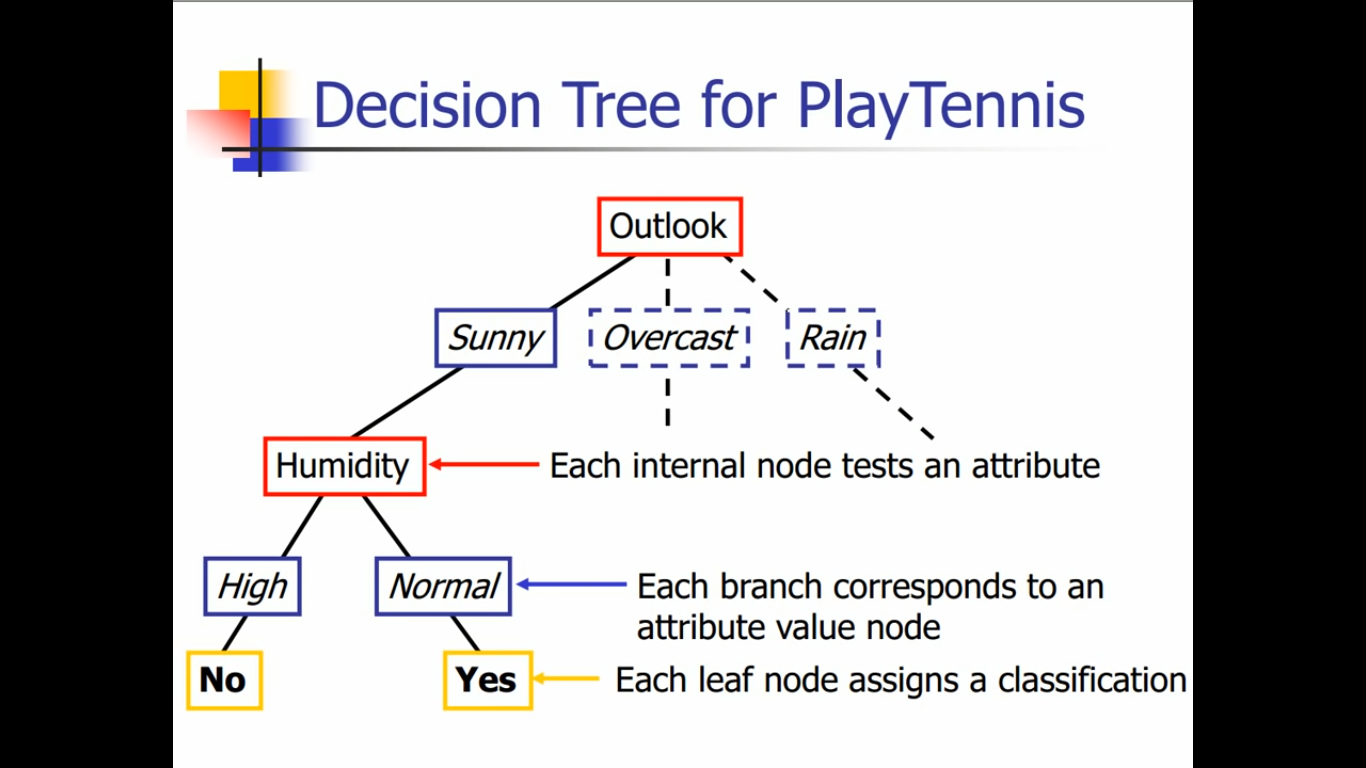 Decision Tree for PlayTennis
Outlook
Sunny
Overcast
Rain
Humidity
Each internal node tests an attribute
High
Normal
Each branch corresponds to an
attribute value node
No
Yes
Each leaf node assigns a classification